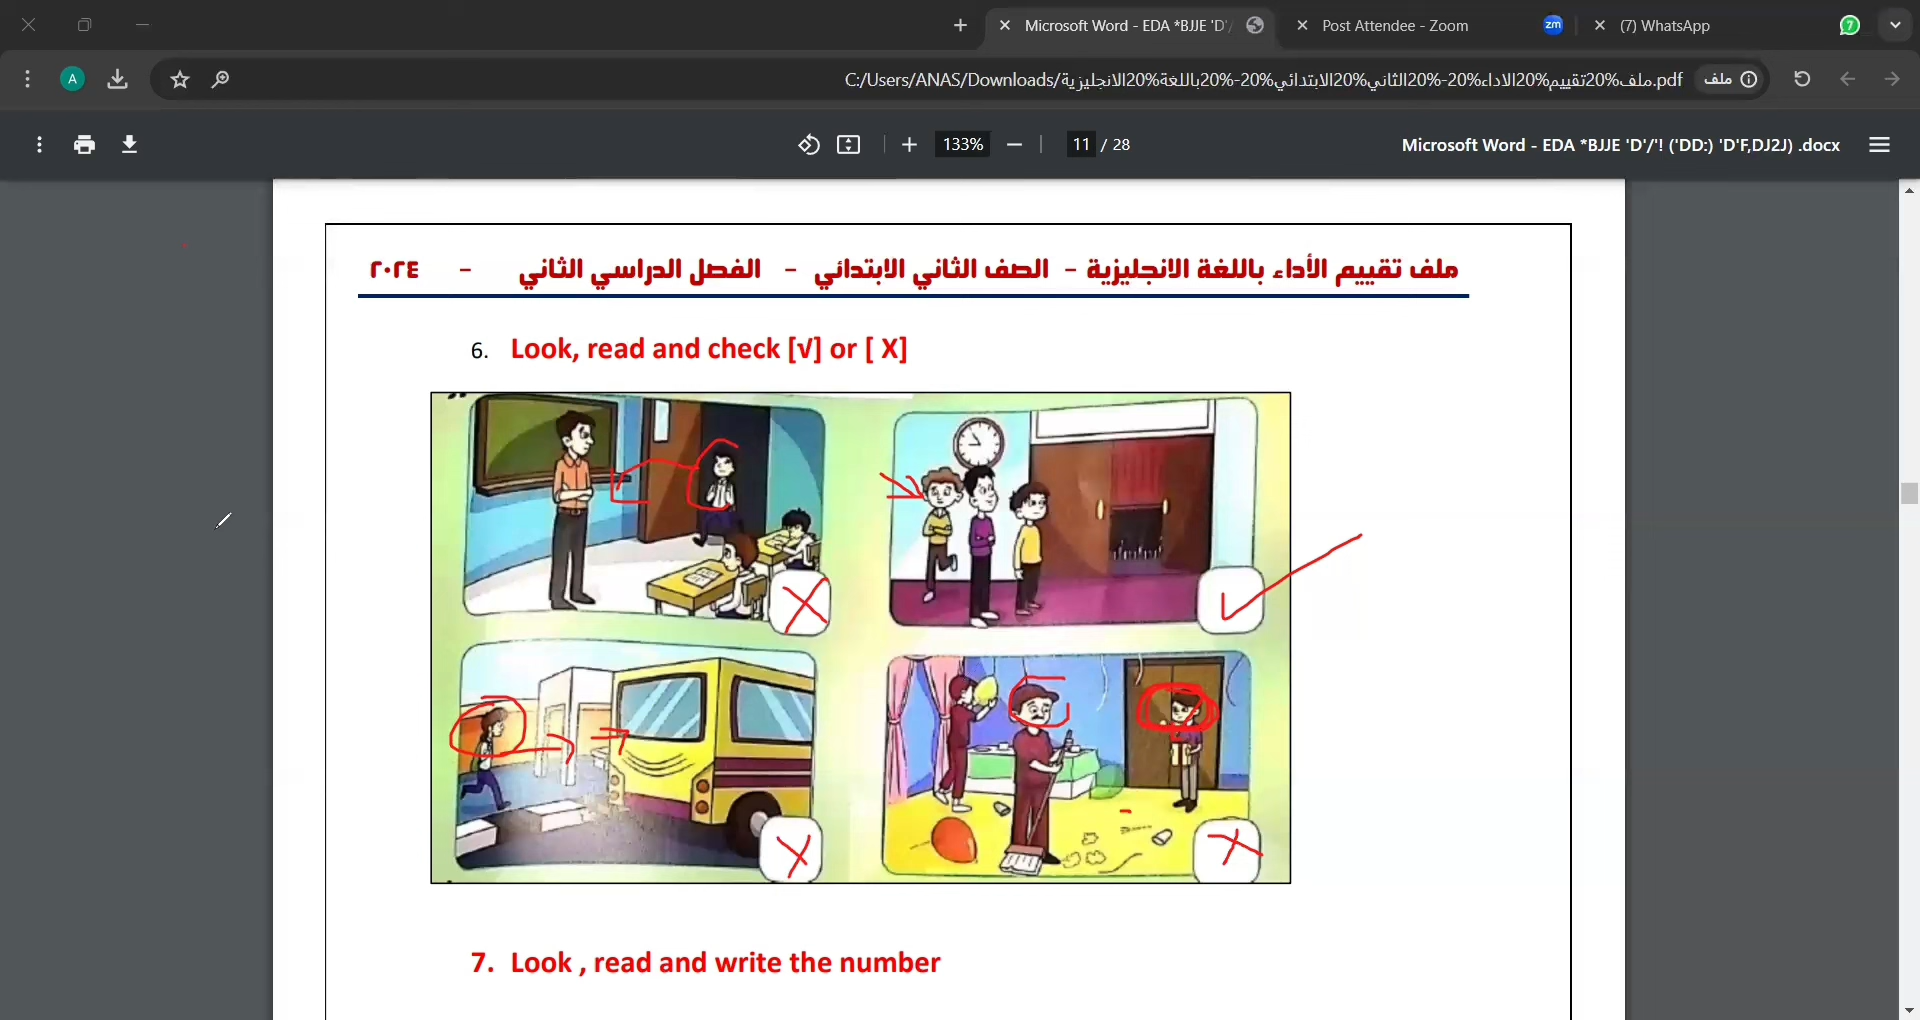 Microsoft Word - EDA *BJJE 'D'/
Post Attendee - Zoom
zm
(7) WhatsApp
7
A
C:/Users/ANAS/Downloads/ملف%20تقييم%20الاداء%20-%20الثاني%20الابتدائي%20-%20باللغة%20الانجليزية.pdf
ملف
133%
11 / 28
Microsoft Word - EDA *BJJE 'D'/'! ('DD:) 'D'F,DJ2J) .docx
ملف تقييم الأداء باللغة الانجليزية - الصف الثاني الابتدائي - الفصل الدراسي الثاني - ٢٠٢٤
6. Look, read and check [√] or [ X]
7. Look , read and write the number